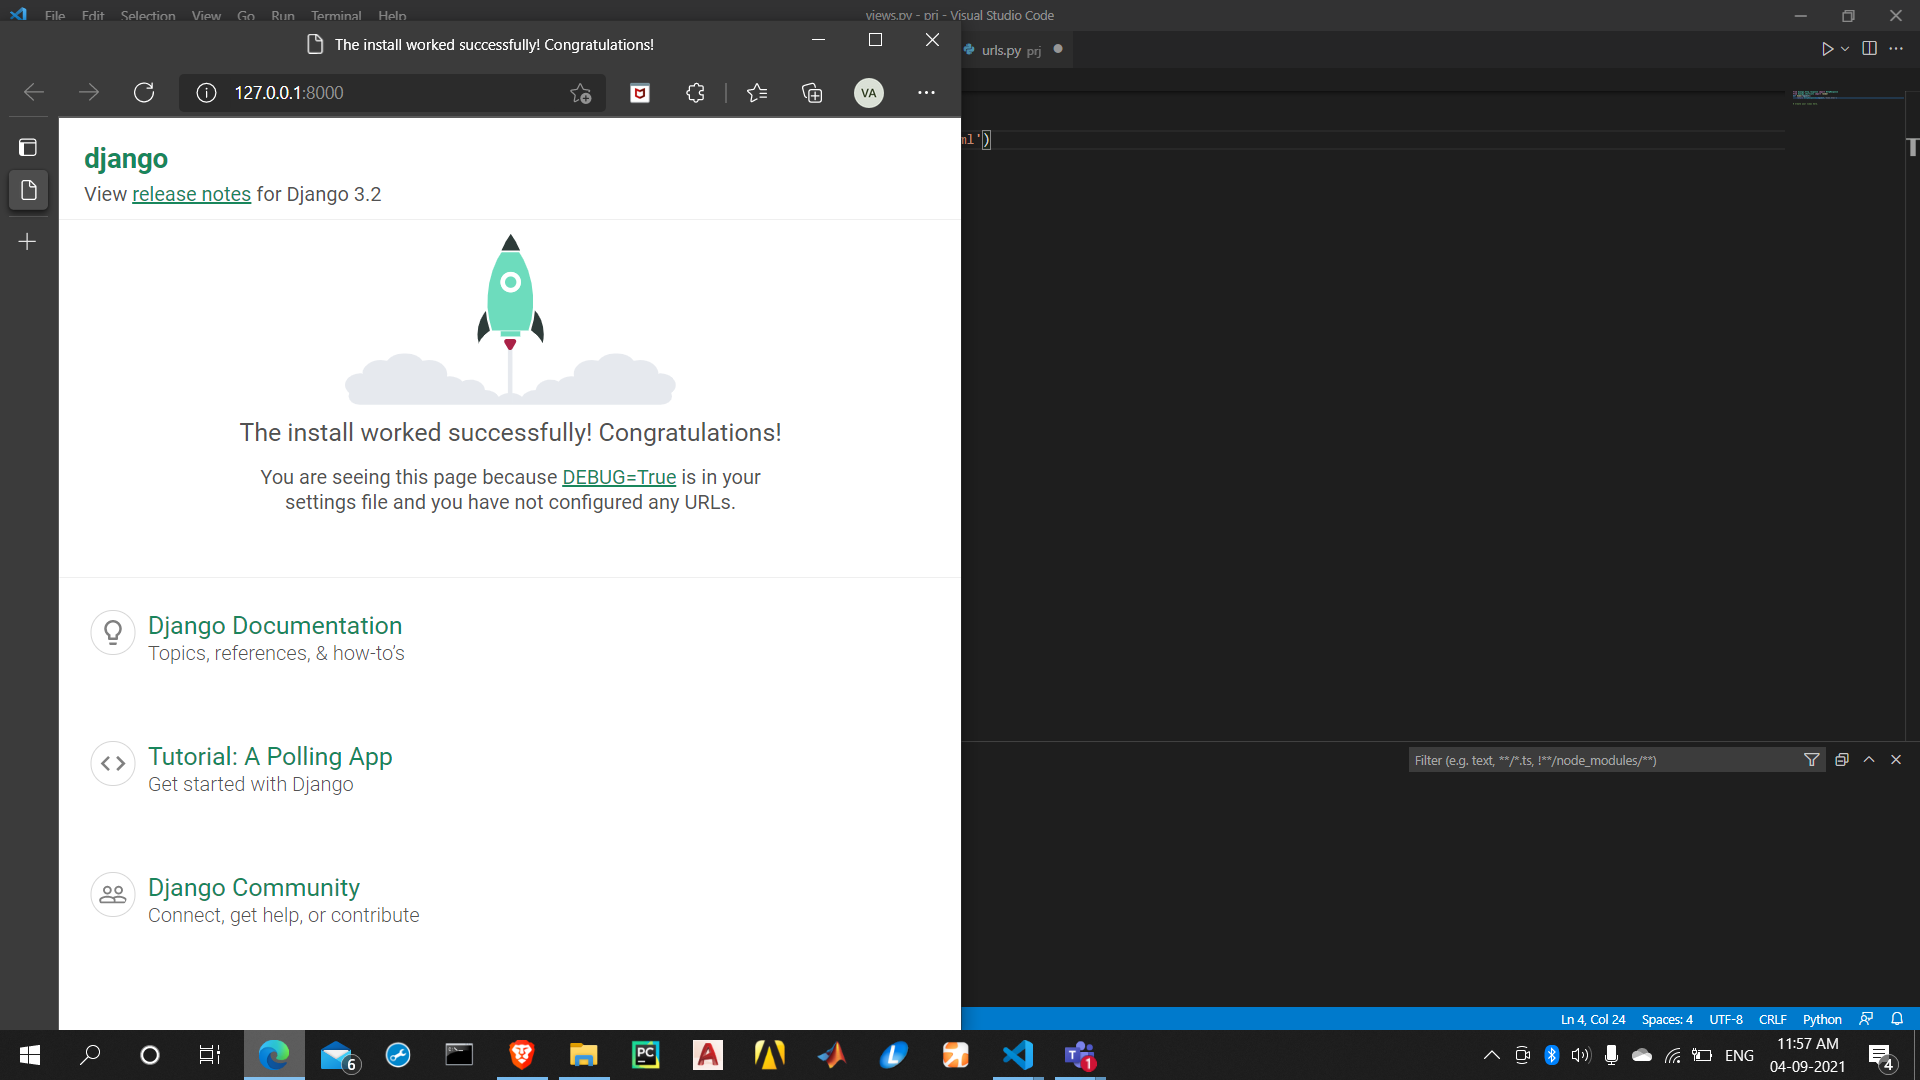 File Edit Selection View Go Run Terminal Help
views.py - prj - Visual Studio Code
The install worked successfully! Congratulations!
urls.py prj
127.0.0.1:8000
VA
ml')
django
View release notes for Django 3.2
The install worked successfully! Congratulations!
You are seeing this page because DEBUG=True is in your
settings file and you have not configured any URLs.
Django Documentation
Topics, references, & how-to’s
Tutorial: A Polling App
Get started with Django
Filter (e.g. text, **/*.ts, !**/node_modules/**)
Django Community
Connect, get help, or contribute
Ln 4, Col 24 Spaces: 4 UTF-8 CRLF Python
6
PC
1
ENG
11:57 AM
04-09-2021
4